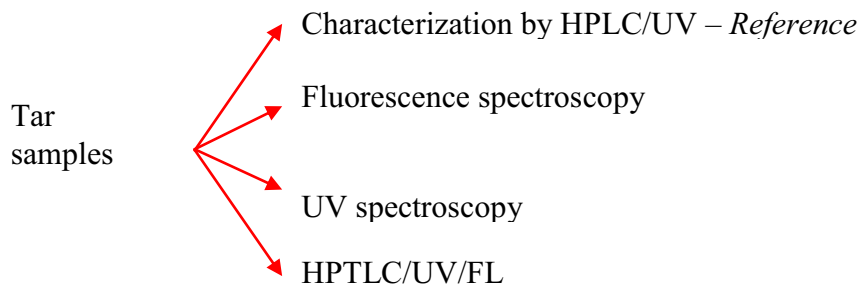 Characterization by HPLC/UV – Reference
Fluorescence spectroscopy
Tar
samples
UV spectroscopy
HPTLC/UV/FL